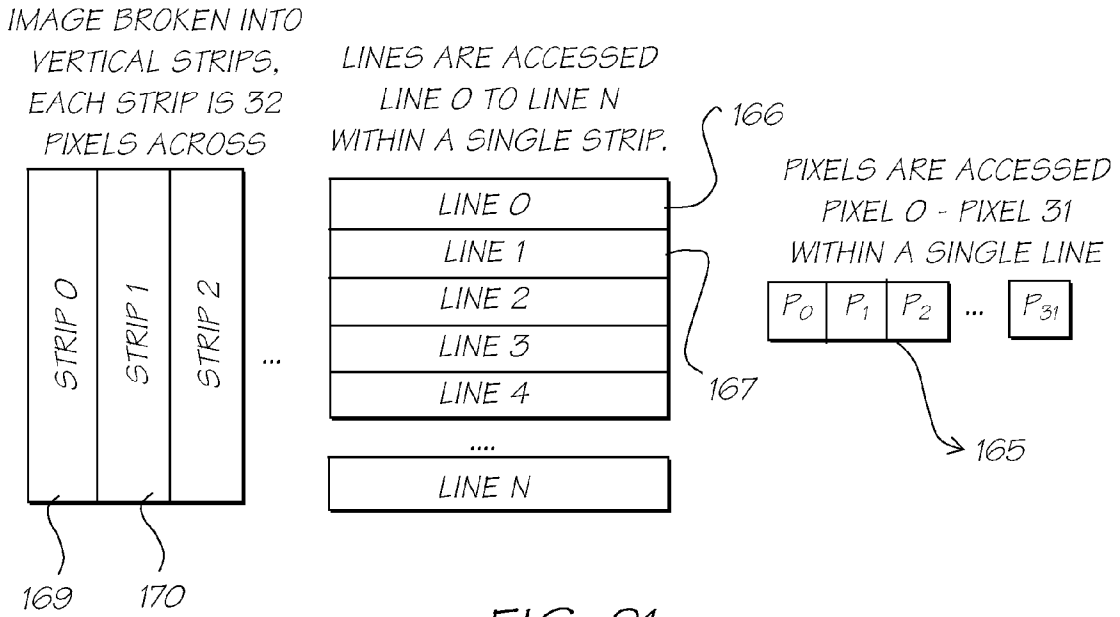 IMAGE BROKEN INTO
VERTICAL STRIPS,
EACH STRIP IS 32
PIXELS ACROSS
STRIP 0
STRIP 1
STRIP 2
...
169
170
LINES ARE ACCESSED
LINE 0 TO LINE N
WITHIN A SINGLE STRIP.
LINE 0
LINE 1
LINE 2
LINE 3
LINE 4
....
LINE N
166
167
PIXELS ARE ACCESSED
PIXEL 0 - PIXEL 31
WITHIN A SINGLE LINE
P0 P1 P2 ... P31
165